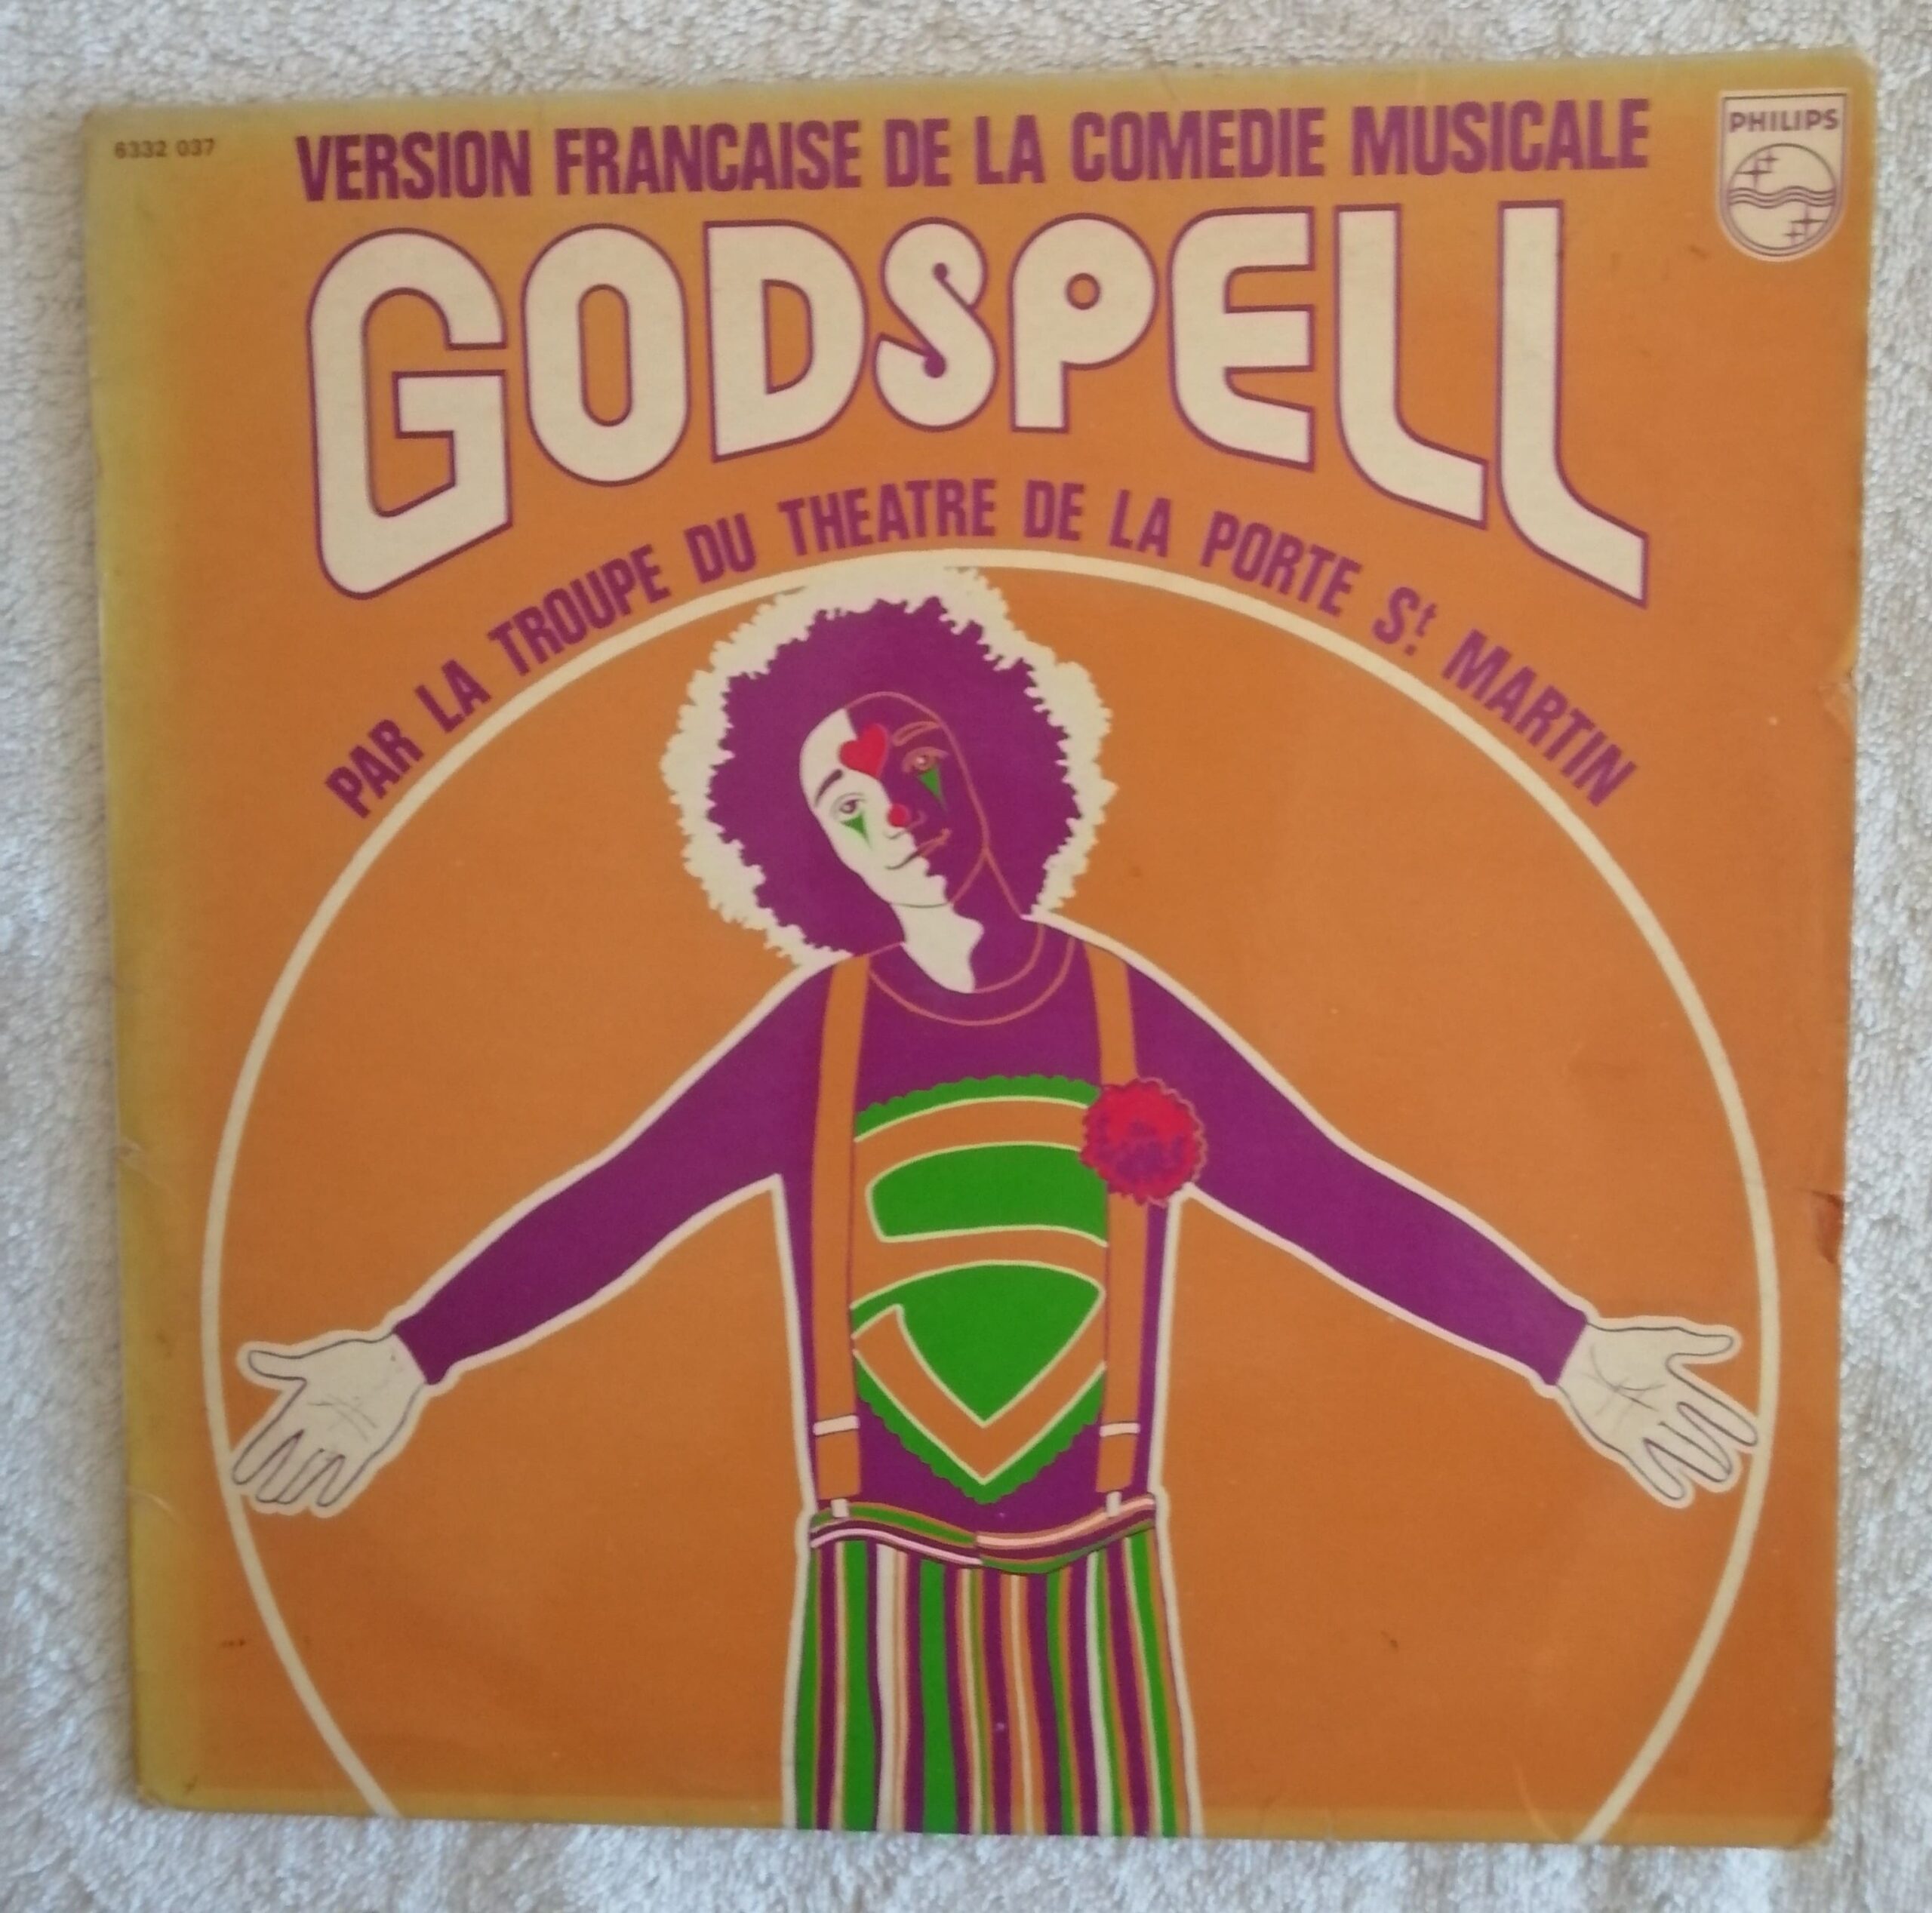 6332 037
VERSION FRANCAISE DE LA COMEDIE MUSICALE
PHILIPS
GODSPELL
PAR LA TROUPE DU THEATRE DE LA PORTE St. MARTIN